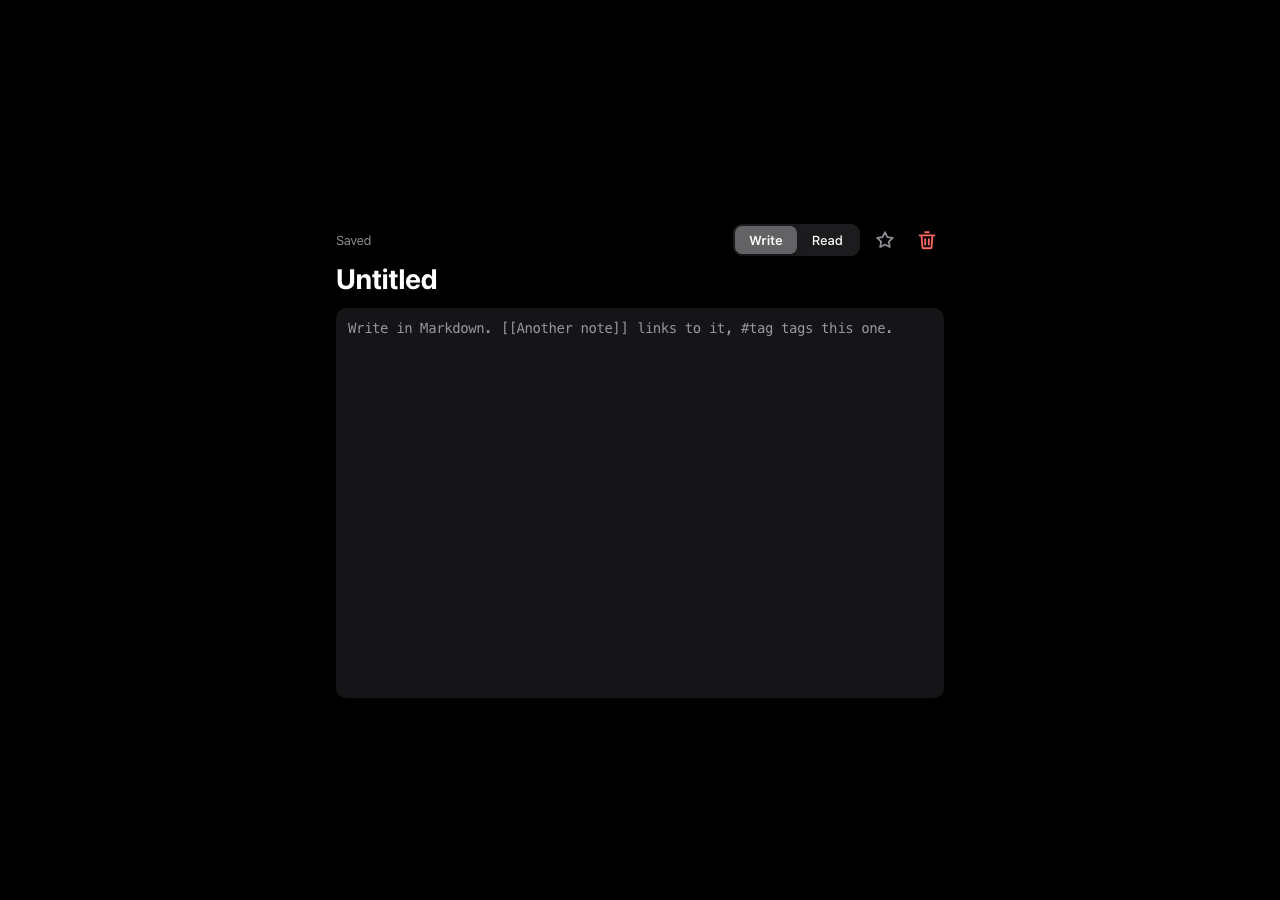 Saved
Write
Read
Untitled
Write in Markdown. [[Another note]] links to it, #tag tags this one.